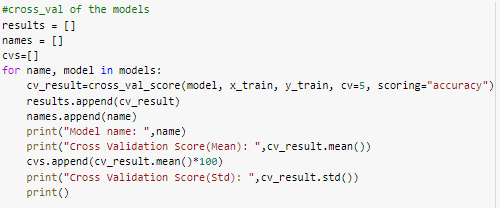 #cross_val of the models
results = []
names = []
cvs=[]
for name, model in models:
    cv_result=cross_val_score(model, x_train, y_train, cv=5, scoring="accuracy")
    results.append(cv_result)
    names.append(name)
    print("Model name: ",name)
    print("Cross Validation Score(Mean): ",cv_result.mean())
    cvs.append(cv_result.mean()*100)
    print("Cross Validation Score(Std): ",cv_result.std())
    print()